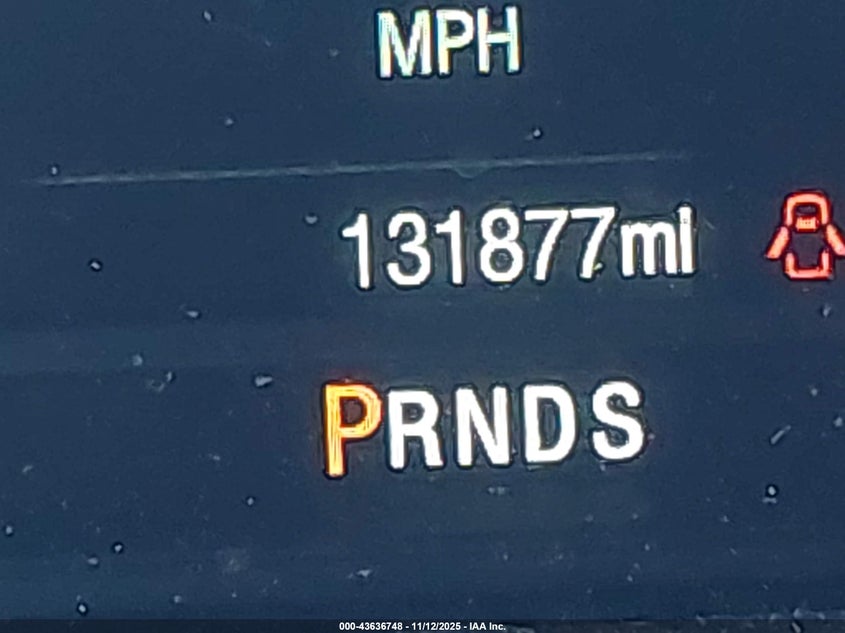 MPH
131877mi
PRNDS
000-43636748 - 11/12/2025 - IAA Inc.